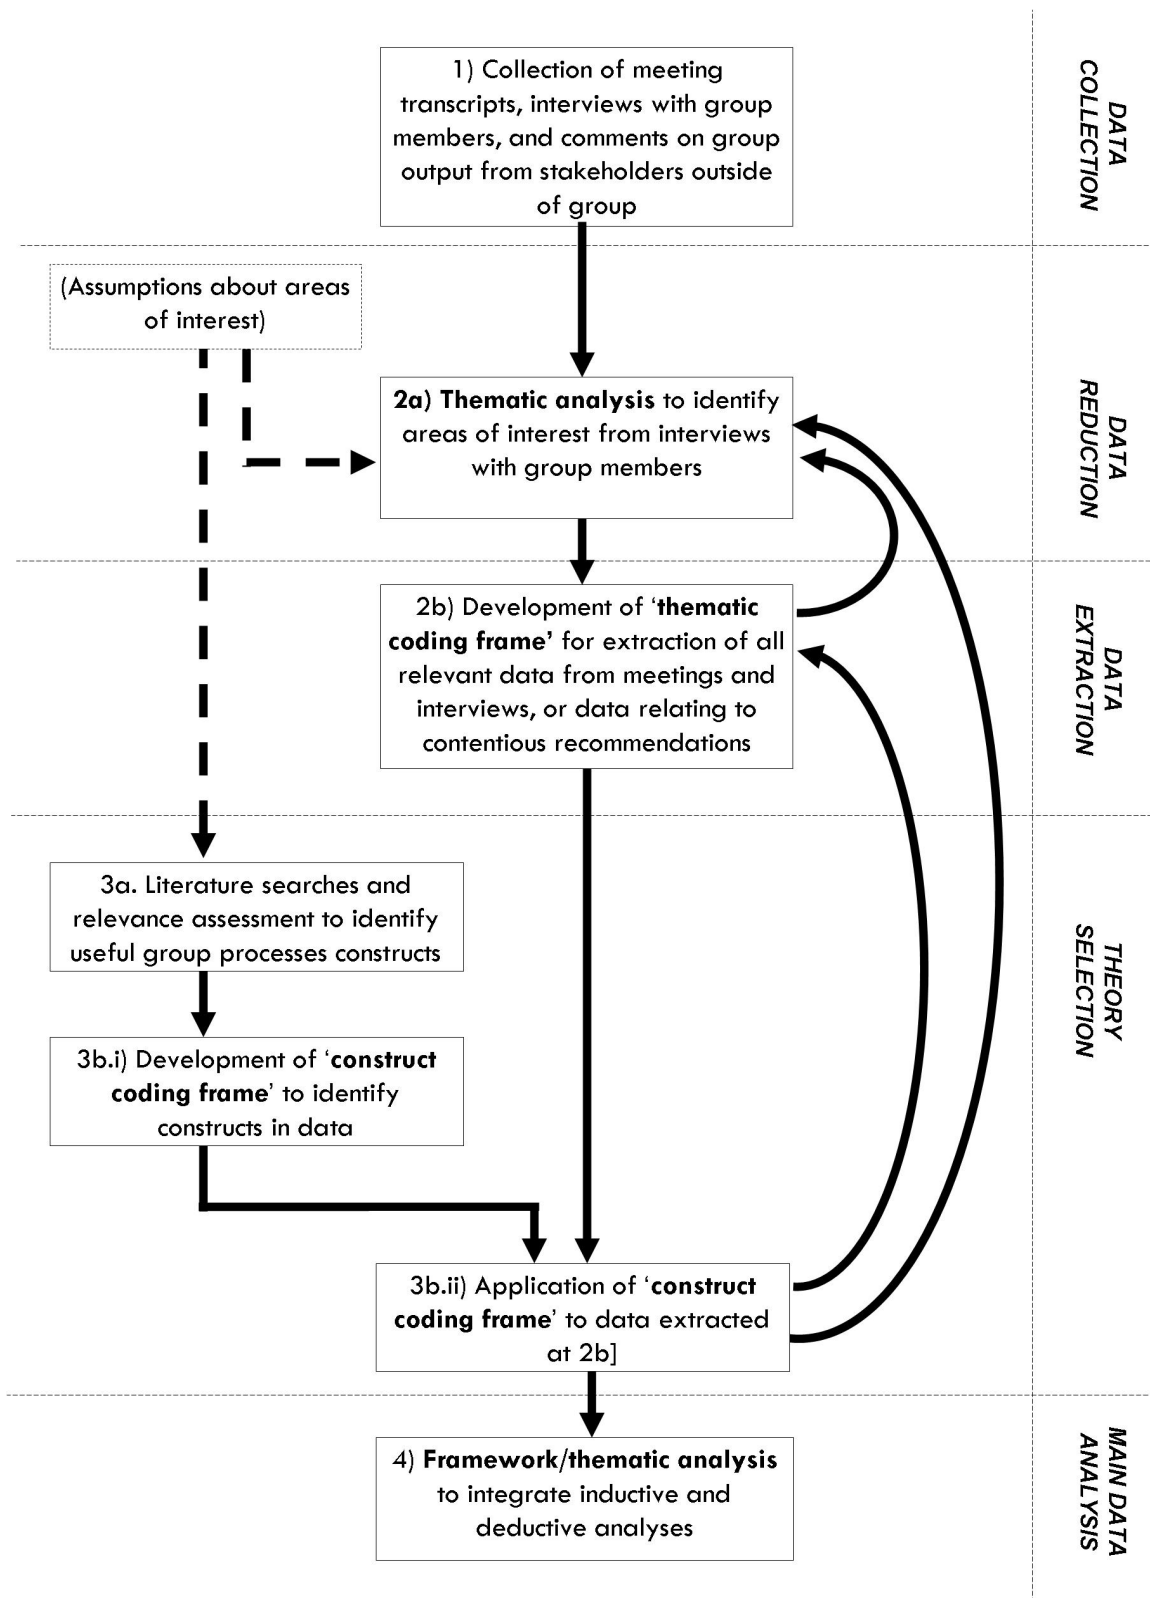 1) Collection of meeting
transcripts, interviews with group
members, and comments on group
output from stakeholders outside
of group
DATA
COLLECTION
(Assumptions about areas
of interest)
2a) Thematic analysis to identify
areas of interest from interviews
with group members
DATA
REDUCTION
2b) Development of ‘thematic
coding frame’ for extraction of all
relevant data from meetings and
interviews, or data relating to
contentious recommendations
DATA
EXTRACTION
3a. Literature searches and
relevance assessment to identify
useful group processes constructs
THEORY
SELECTION
3b.i) Development of ‘construct
coding frame’ to identify
constructs in data
3b.ii) Application of ‘construct
coding frame’ to data extracted
at 2b]
4) Framework/thematic analysis
to integrate inductive and
deductive analyses
MAIN DATA
ANALYSIS